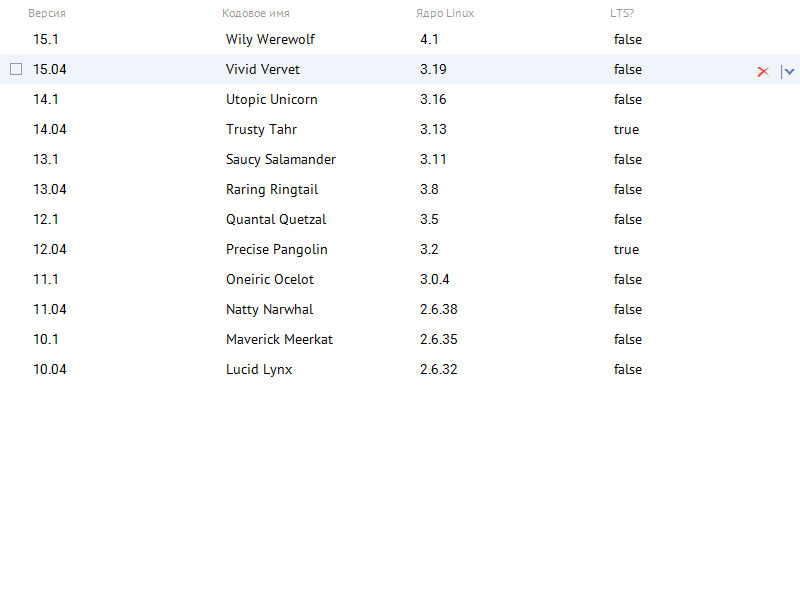 Версия Кодовое имя Ядро Linux LTS?
15.1 Wily Werewolf 4.1 false
15.04 Vivid Vervet 3.19 false
14.1 Utopic Unicorn 3.16 false
14.04 Trusty Tahr 3.13 true
13.1 Saucy Salamander 3.11 false
13.04 Raring Ringtail 3.8 false
12.1 Quantal Quetzal 3.5 false
12.04 Precise Pangolin 3.2 true
11.1 Oneiric Ocelot 3.0.4 false
11.04 Natty Narwhal 2.6.38 false
10.1 Maverick Meerkat 2.6.35 false
10.04 Lucid Lynx 2.6.32 false